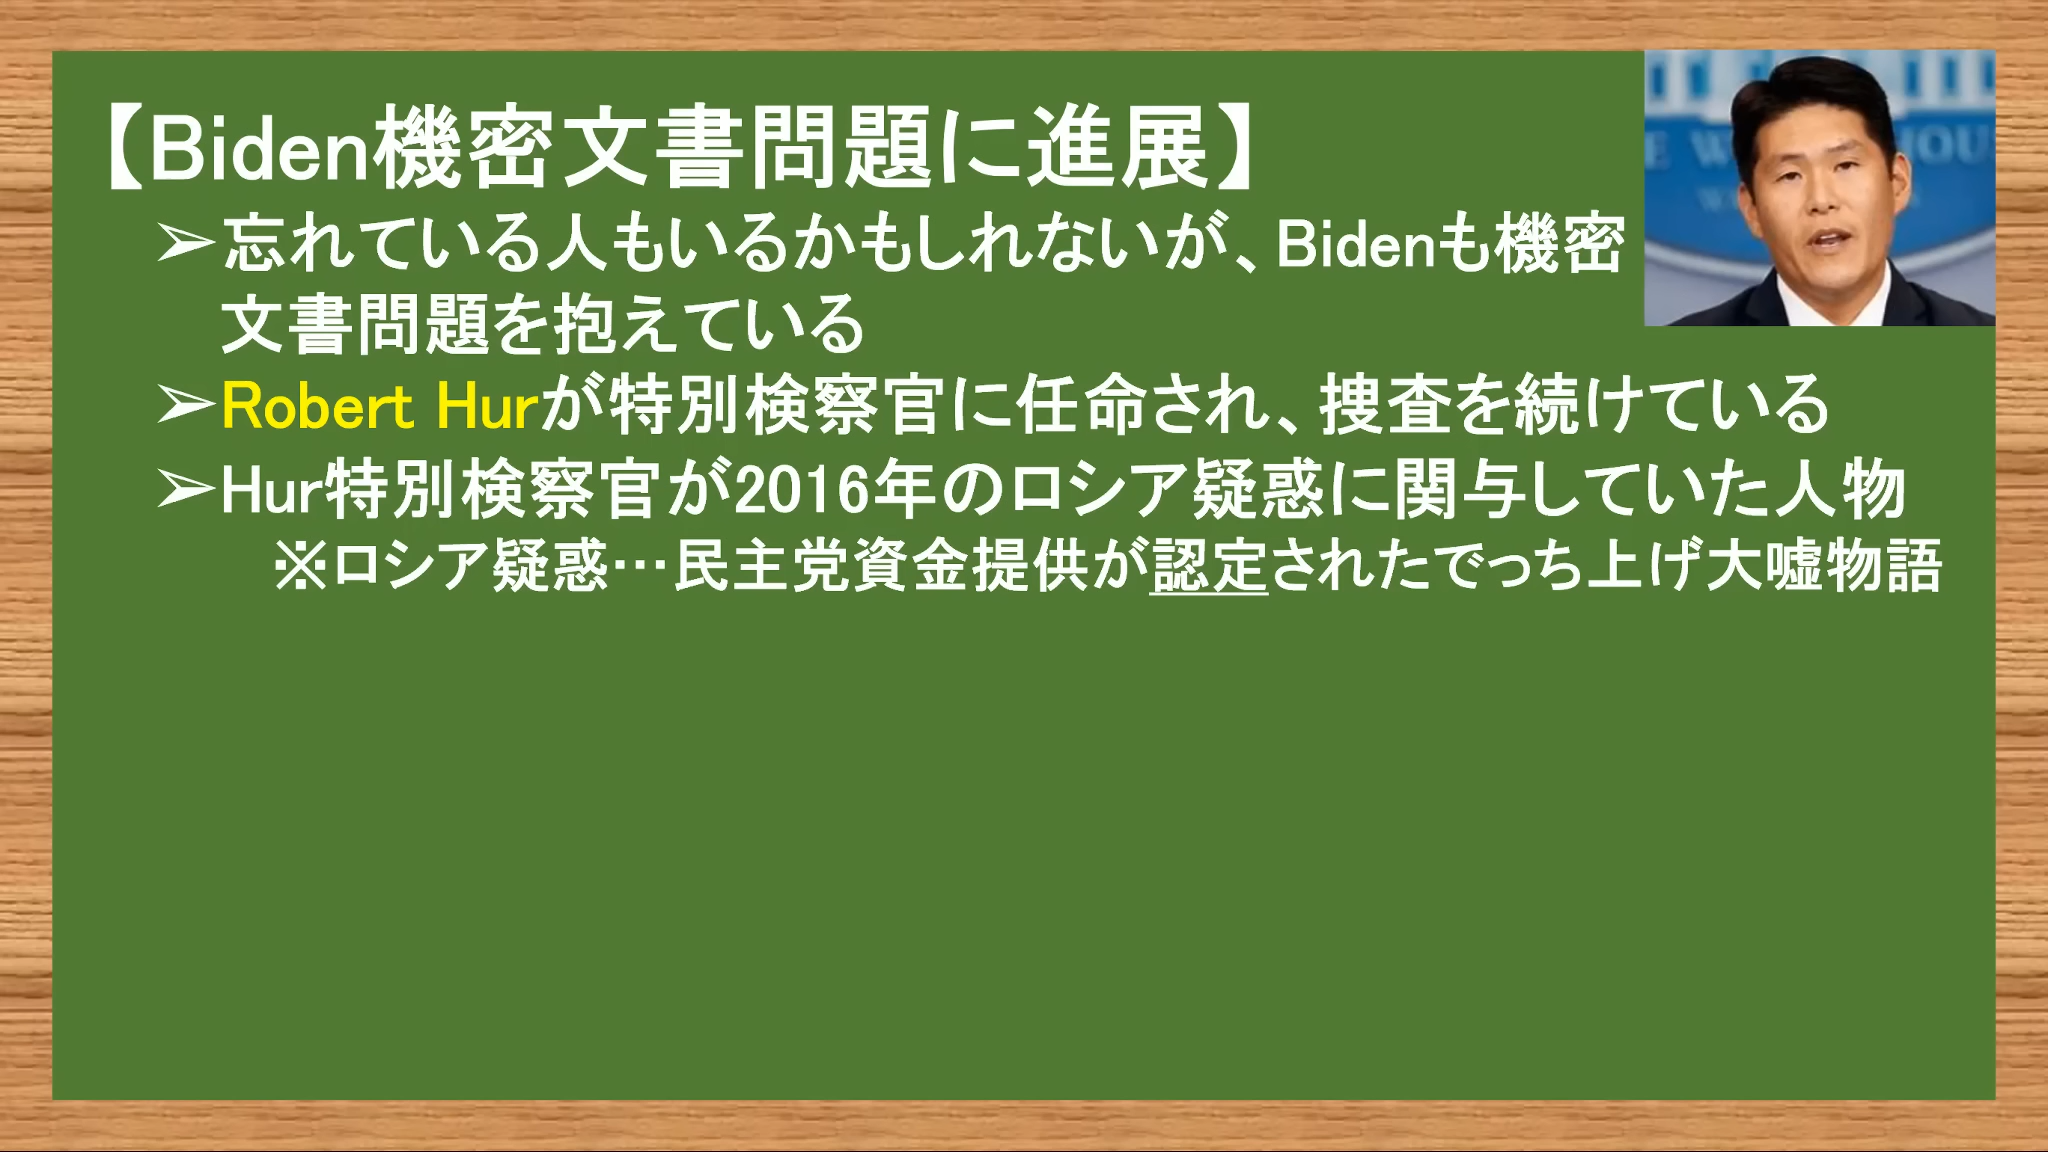 【Biden機密文書問題に進展】
➢忘れている人もいるかもしれないが、Bidenも機密
文書問題を抱えている
➢Robert Hurが特別検察官に任命され、捜査を続けている
➢Hur特別検察官が2016年のロシア疑惑に関与していた人物
※ロシア疑惑…民主党資金提供が認定されたでっち上げ大嘘物語
E W
HOU
WA